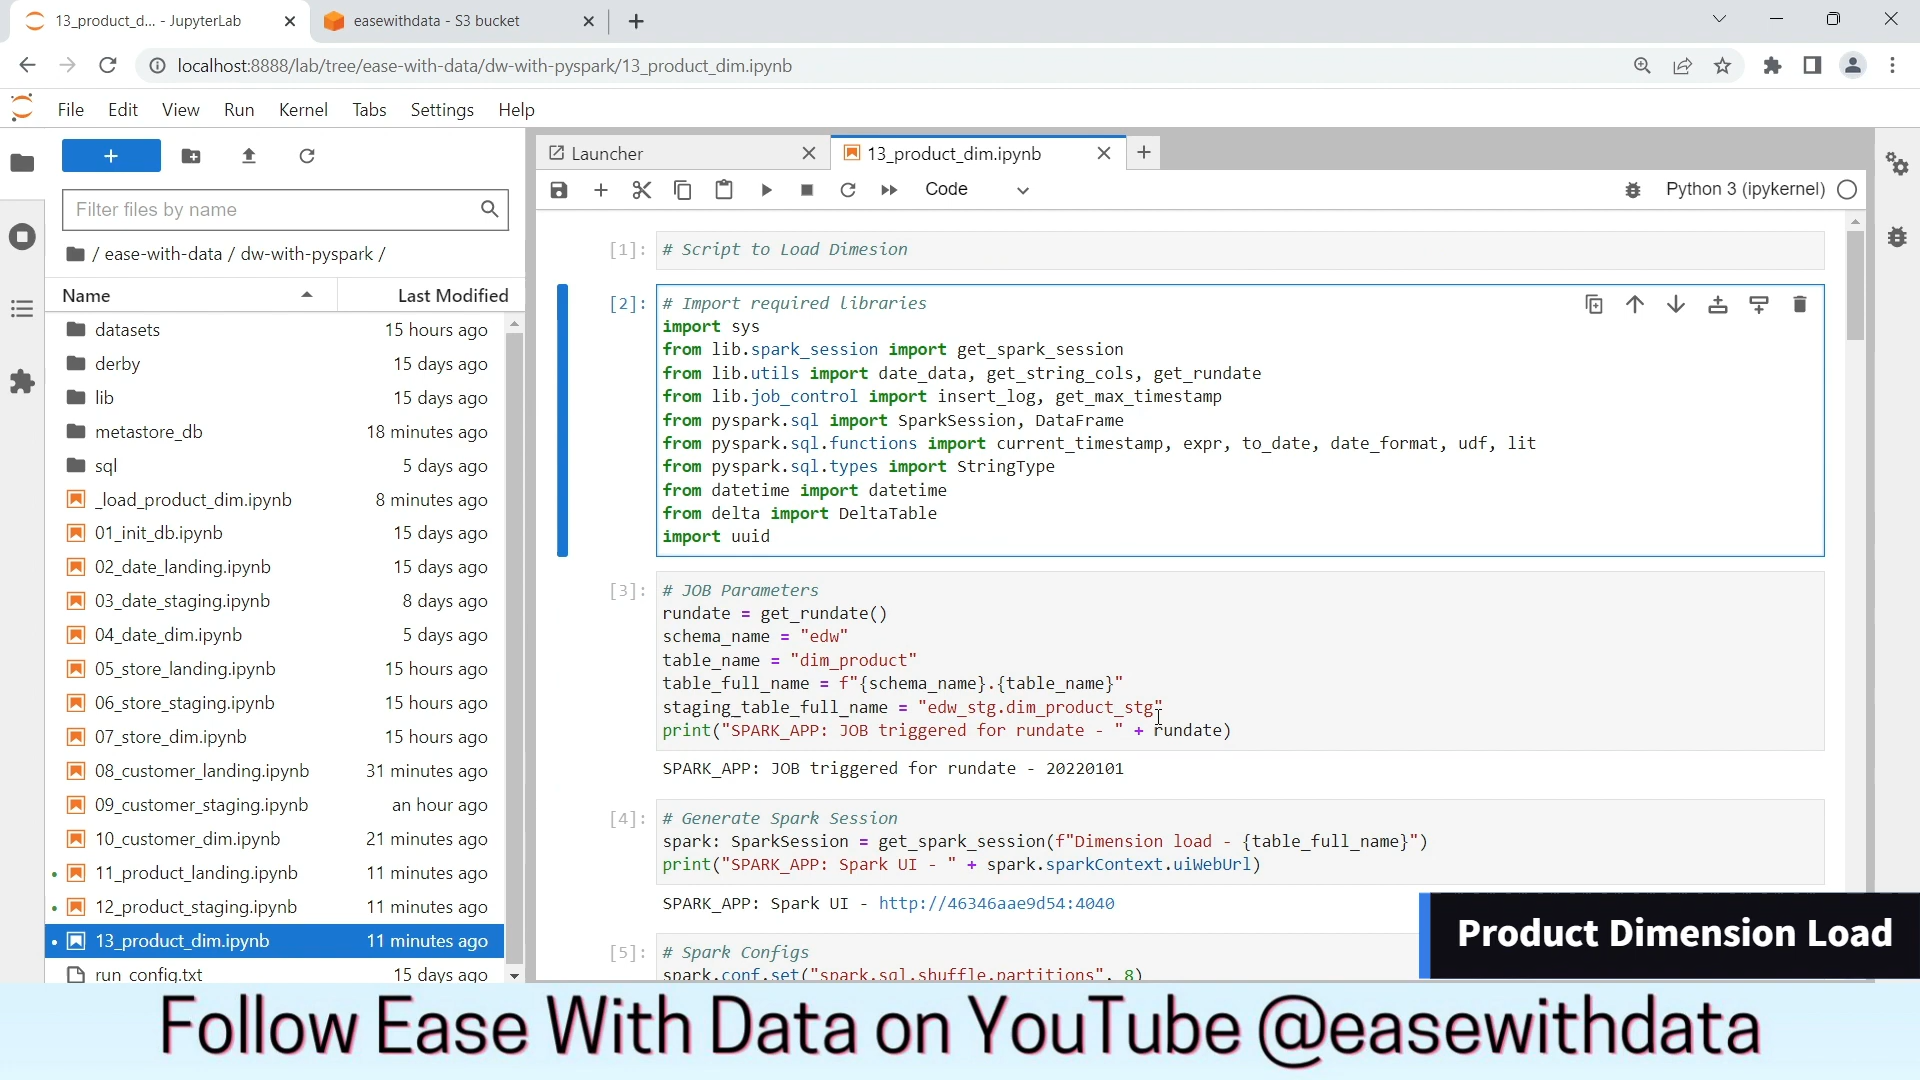 13_product_d... - JupyterLab
easewithdata - S3 bucket
localhost:8888/lab/tree/ease-with-data/dw-with-pyspark/13_product_dim.ipynb
File Edit View Run Kernel Tabs Settings Help
Launcher
13_product_dim.ipynb
Code
Python 3 (ipykernel)
Filter files by name
/ ease-with-data / dw-with-pyspark /
Name Last Modified
datasets 15 hours ago
derby 15 days ago
lib 15 days ago
metastore_db 18 minutes ago
sql 5 days ago
_load_product_dim.ipynb 8 minutes ago
01_init_db.ipynb 15 days ago
02_date_landing.ipynb 15 days ago
03_date_staging.ipynb 8 days ago
04_date_dim.ipynb 5 days ago
05_store_landing.ipynb 15 hours ago
06_store_staging.ipynb 15 hours ago
07_store_dim.ipynb 15 hours ago
08_customer_landing.ipynb 31 minutes ago
09_customer_staging.ipynb an hour ago
10_customer_dim.ipynb 21 minutes ago
11_product_landing.ipynb 11 minutes ago
12_product_staging.ipynb 11 minutes ago
13_product_dim.ipynb 11 minutes ago
run_config.txt 15 days ago
[1]: # Script to Load Dimesion
[2]: # Import required libraries
import sys
from lib.spark_session import get_spark_session
from lib.utils import date_data, get_string_cols, get_rundate
from lib.job_control import insert_log, get_max_timestamp
from pyspark.sql import SparkSession, DataFrame
from pyspark.sql.functions import current_timestamp, expr, to_date, date_format, udf, lit
from pyspark.sql.types import StringType
from datetime import datetime
from delta import DeltaTable
import uuid
[3]: # JOB Parameters
rundate = get_rundate()
schema_name = "edw"
table_name = "dim_product"
table_full_name = f"{schema_name}.{table_name}"
staging_table_full_name = "edw_stg.dim_product_stg"
print("SPARK_APP: JOB triggered for rundate - " + rundate)
SPARK_APP: JOB triggered for rundate - 20220101
[4]: # Generate Spark Session
spark: SparkSession = get_spark_session(f"Dimension load - {table_full_name}")
print("SPARK_APP: Spark UI - " + spark.sparkContext.uiWebUrl)
SPARK_APP: Spark UI - http://46346aae9d54:4040
[5]: # Spark Configs
spark.conf.set("spark.sql.shuffle.partitions", 8)
Product Dimension Load
Follow Ease With Data on YouTube @easewithdata